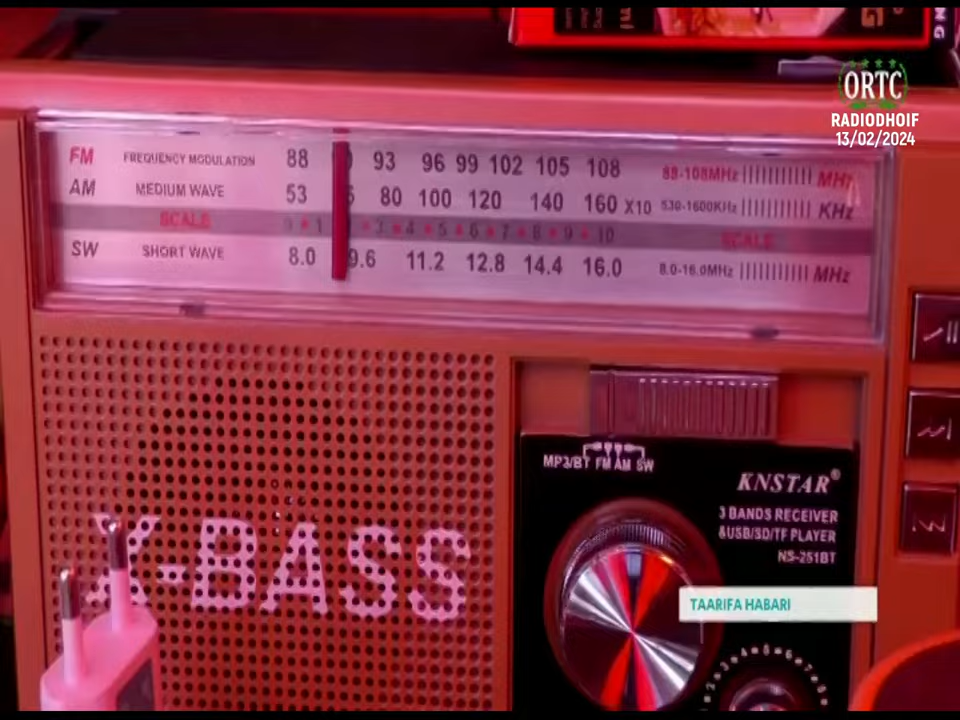 ORTC
RADIODHOIF
13/02/2024
FM FREQUENCY MODULATION 88 93 96 99 102 105 108 88-108MHz MHz
AM MEDIUM WAVE 53 80 100 120 140 160 X10 530-1600KHz KHz
SCALE 0 1 3 4 5 6 7 8 9 10 SCALE
SW SHORT WAVE 8.0 9.6 11.2 12.8 14.4 16.0 8.0-16.0MHz MHz
MP3/BT FM AM SW
KNSTAR®
3 BANDS RECEIVER
&USB/SD/TF PLAYER
NS-251BT
X-BASS
TAARIFA HABARI